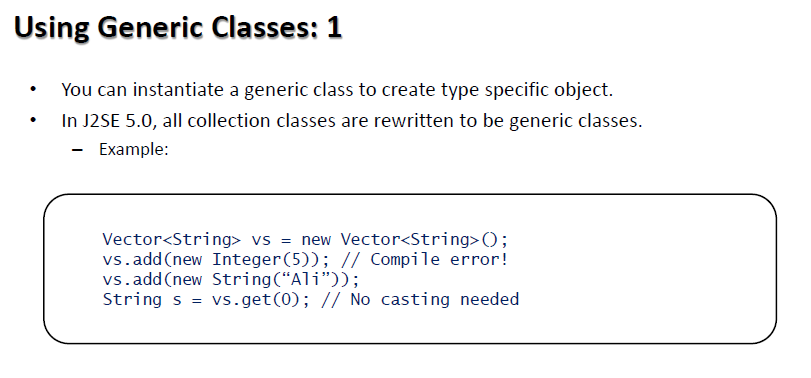 Using Generic Classes: 1
• You can instantiate a generic class to create type specific object.
• In J2SE 5.0, all collection classes are rewritten to be generic classes.
– Example:
Vector<String> vs = new Vector<String>();
vs.add(new Integer(5)); // Compile error!
vs.add(new String(“Ali”));
String s = vs.get(0); // No casting needed